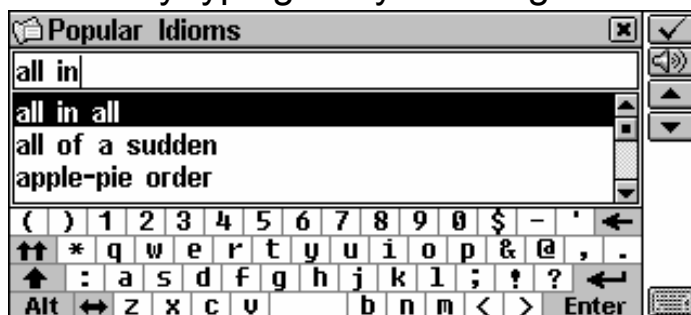 Popular Idioms
all in
all in all
all of a sudden
apple-pie order
( ) 1 2 3 4 5 6 7 8 9 0 $ - '
* q w e r t y u i o p & @ , .
: a s d f g h j k l ; ! ?
Alt z x c v b n m < > Enter